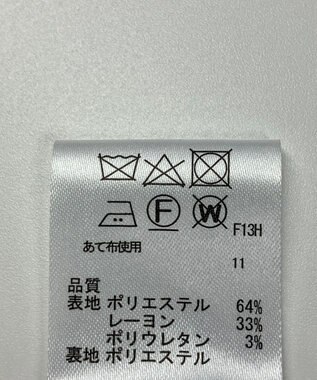 F W F13H
あて布使用
11
品質
表地 ポリエステル 64%
レーヨン 33%
ポリウレタン 3%
裏地 ポリエステル